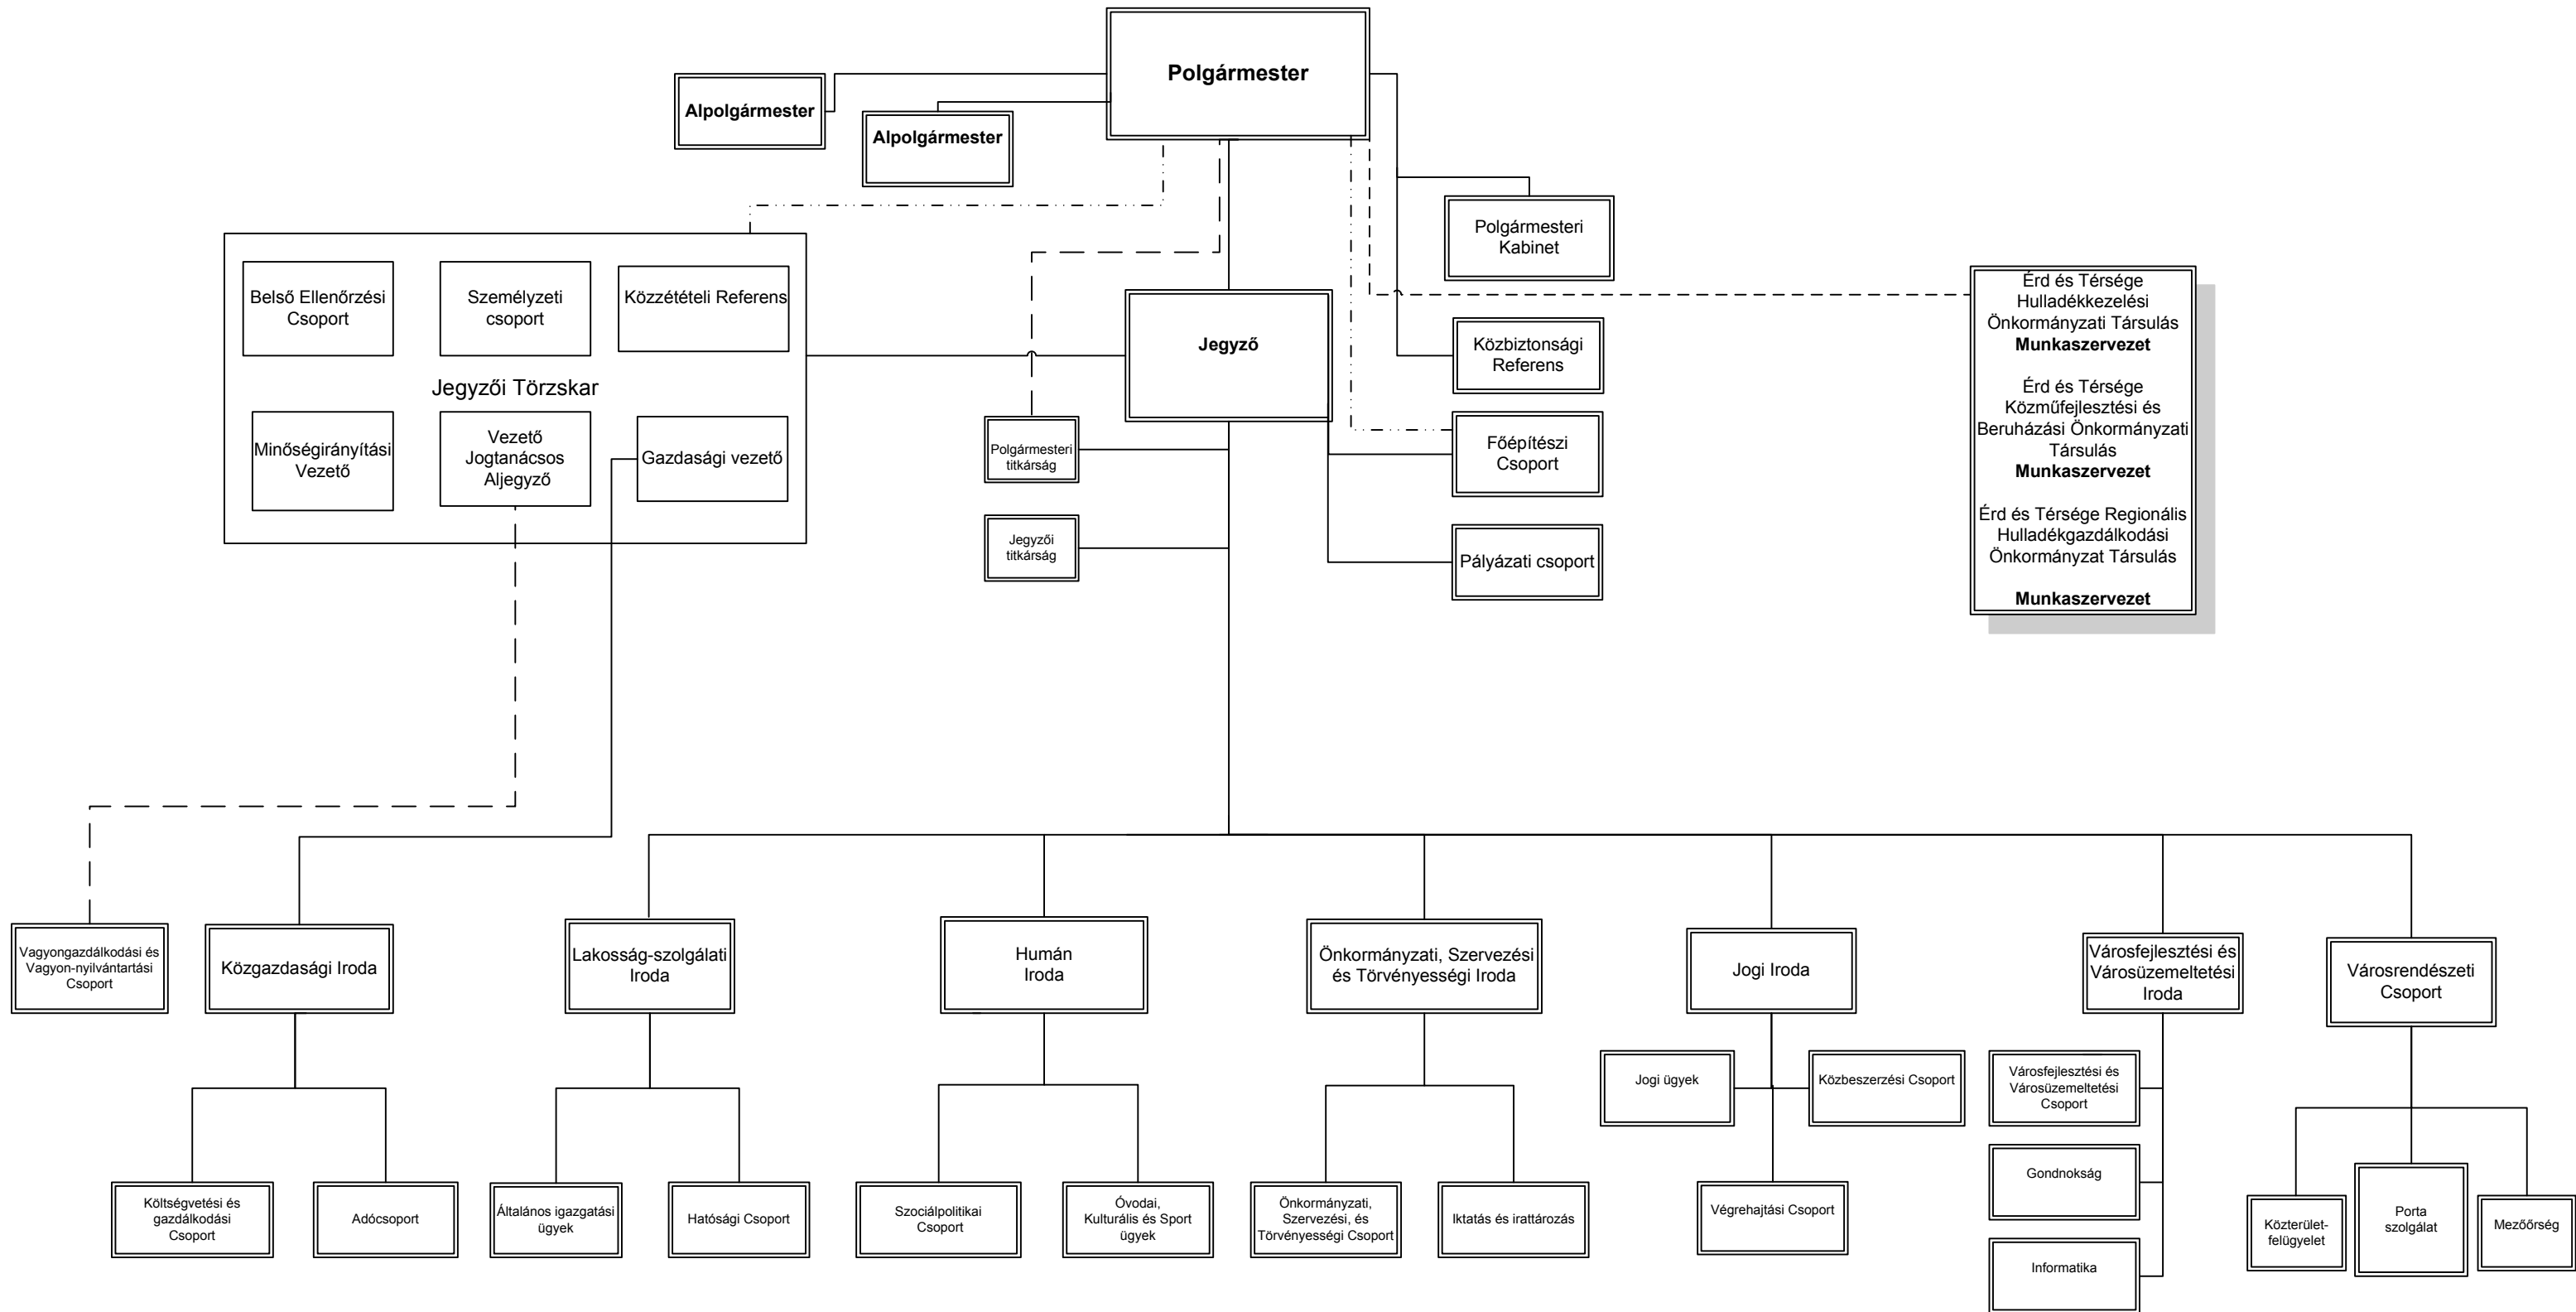 Polgármester
Alpolgármester
Alpolgármester
Polgármesteri
Kabinet
Belső Ellenőrzési
Csoport
Személyzeti
csoport
Közzétételi Referens
Jegyzői Törzskar
Minőségirányítási
Vezető
Vezető
Jogtanácsos
Aljegyző
Gazdasági vezető
Jegyző
Közbiztonsági
Referens
Polgármesteri
titkárság
Főépítészi
Csoport
Jegyzői
titkárság
Pályázati csoport
Érd és Térsége
Hulladékkezelési
Önkormányzati Társulás
Munkaszervezet
Érd és Térsége
Közműfejlesztési és
Beruházási Önkormányzati
Társulás
Munkaszervezet
Érd és Térsége Regionális
Hulladékgazdálkodási
Önkormányzat Társulás
Munkaszervezet
Vagyongazdálkodási és
Vagyon-nyilvántartási
Csoport
Közgazdasági Iroda
Lakosság-szolgálati
Iroda
Humán
Iroda
Önkormányzati, Szervezési
és Törvényességi Iroda
Jogi Iroda
Városfejlesztési és
Városüzemeltetési
Iroda
Városrendészeti
Csoport
Jogi ügyek
Közbeszerzési Csoport
Városfejlesztési és
Városüzemeltetési
Csoport
Gondnokság
Költségvetési és
gazdálkodási
Csoport
Adócsoport
Általános igazgatási
ügyek
Hatósági Csoport
Szociálpolitikai
Csoport
Óvodai,
Kulturális és Sport
ügyek
Önkormányzati,
Szervezési, és
Törvényességi Csoport
Iktatás és irattározás
Végrehajtási Csoport
Informatika
Közterület-
felügyelet
Porta
szolgálat
Mezőőrség